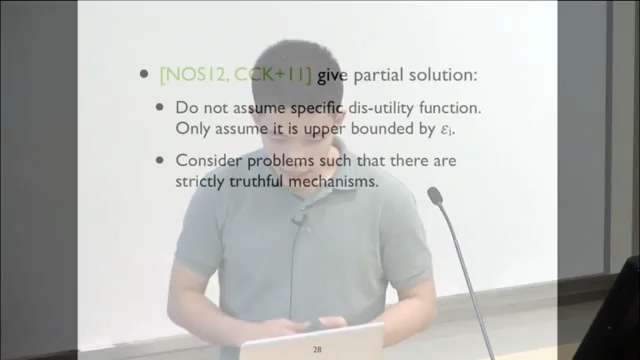 • [NOS12, CCK+11] give partial solution:
• Do not assume specific dis-utility function.
Only assume it is upper bounded by εᵢ.
• Consider problems such that there are
strictly truthful mechanisms.
28